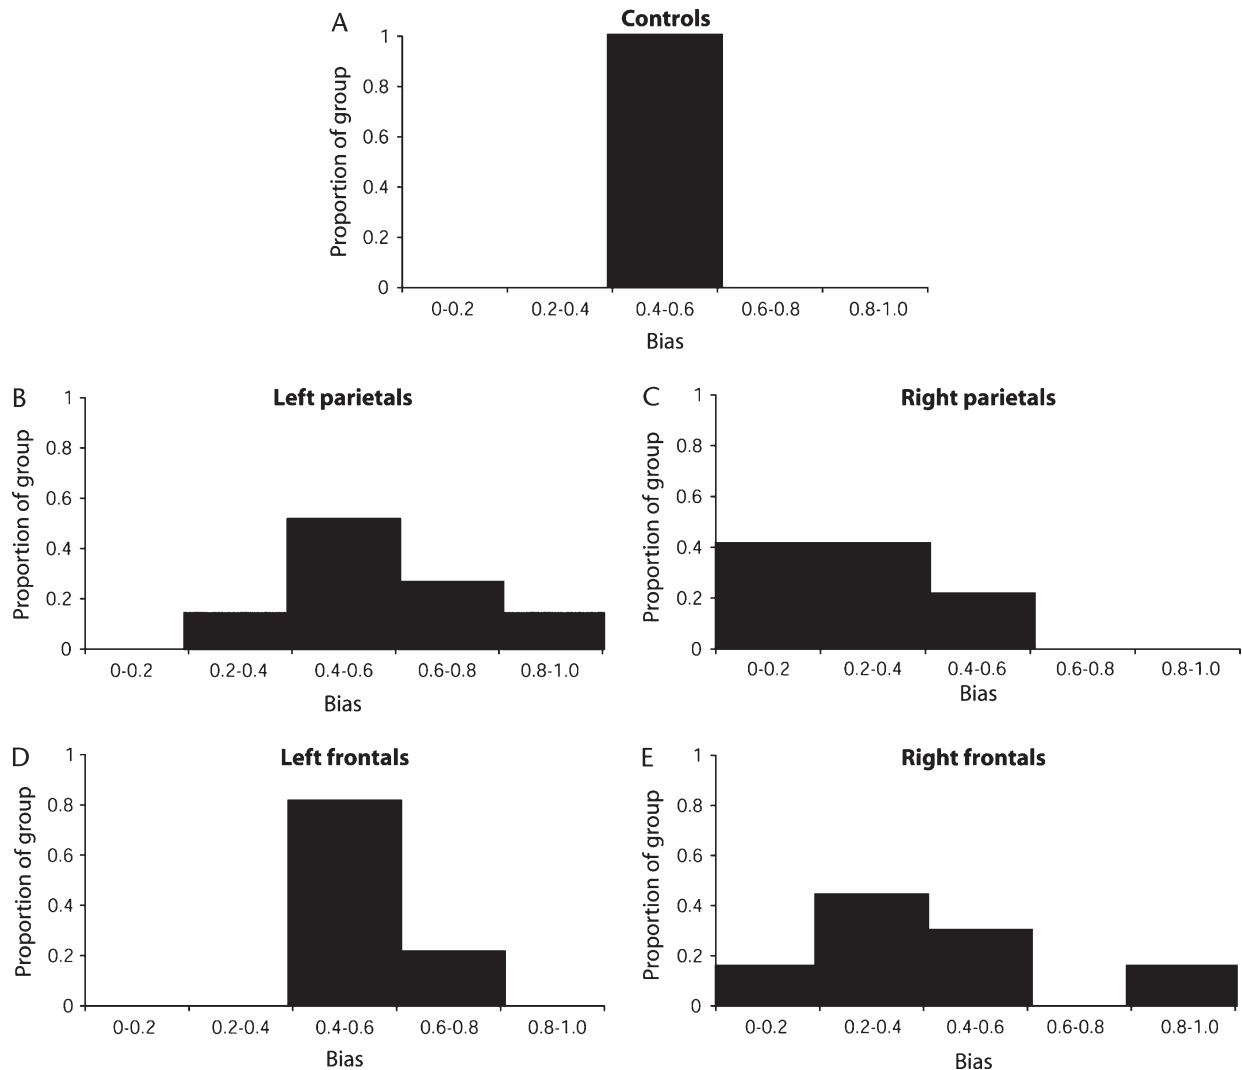 A
Controls
Proportion of group
1
0.8
0.6
0.4
0.2
0
0-0.2 0.2-0.4 0.4-0.6 0.6-0.8 0.8-1.0
Bias
B
Left parietals
Proportion of group
1
0.8
0.6
0.4
0.2
0
0-0.2 0.2-0.4 0.4-0.6 0.6-0.8 0.8-1.0
Bias
C
Right parietals
Proportion of group
1
0.8
0.6
0.4
0.2
0
0-0.2 0.2-0.4 0.4-0.6 0.6-0.8 0.8-1.0
Bias
D
Left frontals
Proportion of group
1
0.8
0.6
0.4
0.2
0
0-0.2 0.2-0.4 0.4-0.6 0.6-0.8 0.8-1.0
Bias
E
Right frontals
Proportion of group
1
0.8
0.6
0.4
0.2
0
0-0.2 0.2-0.4 0.4-0.6 0.6-0.8 0.8-1.0
Bias